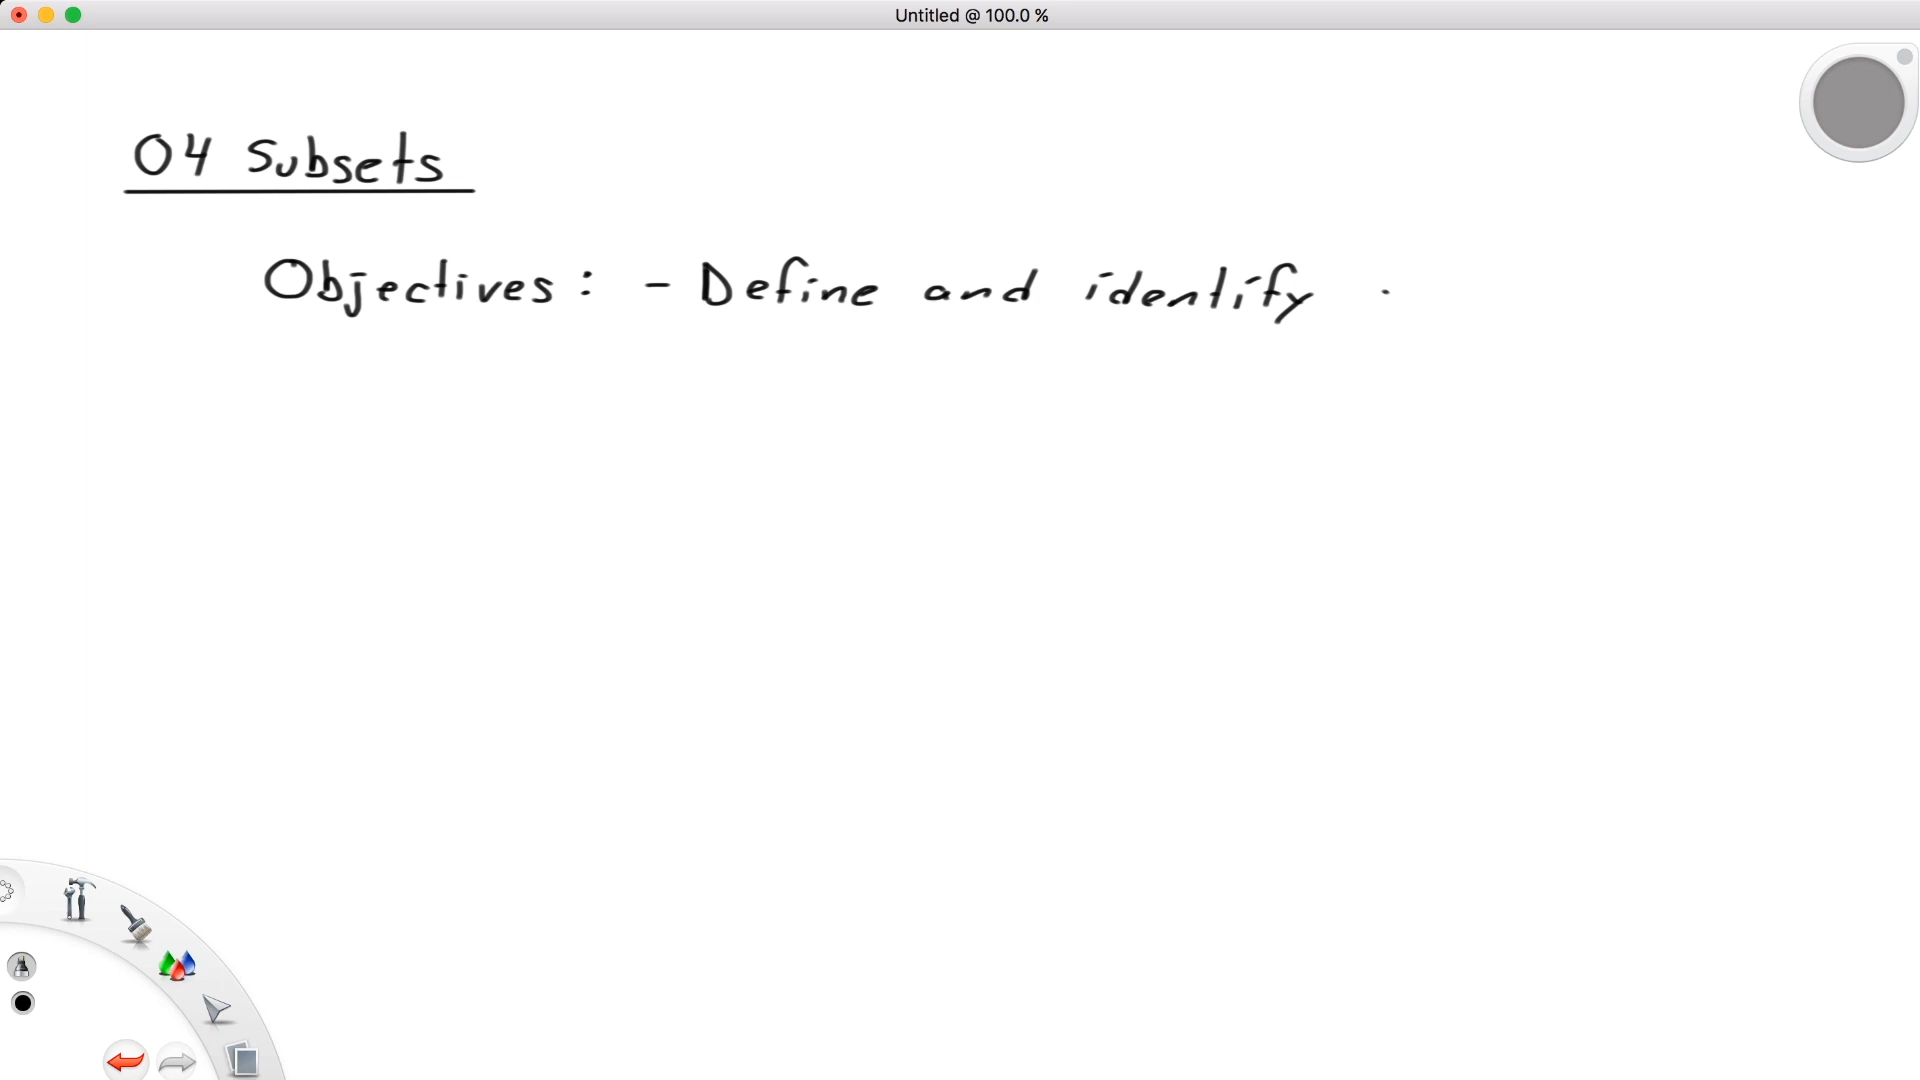 Untitled @ 100.0 %
04 Subsets
Objectives: - Define and identify